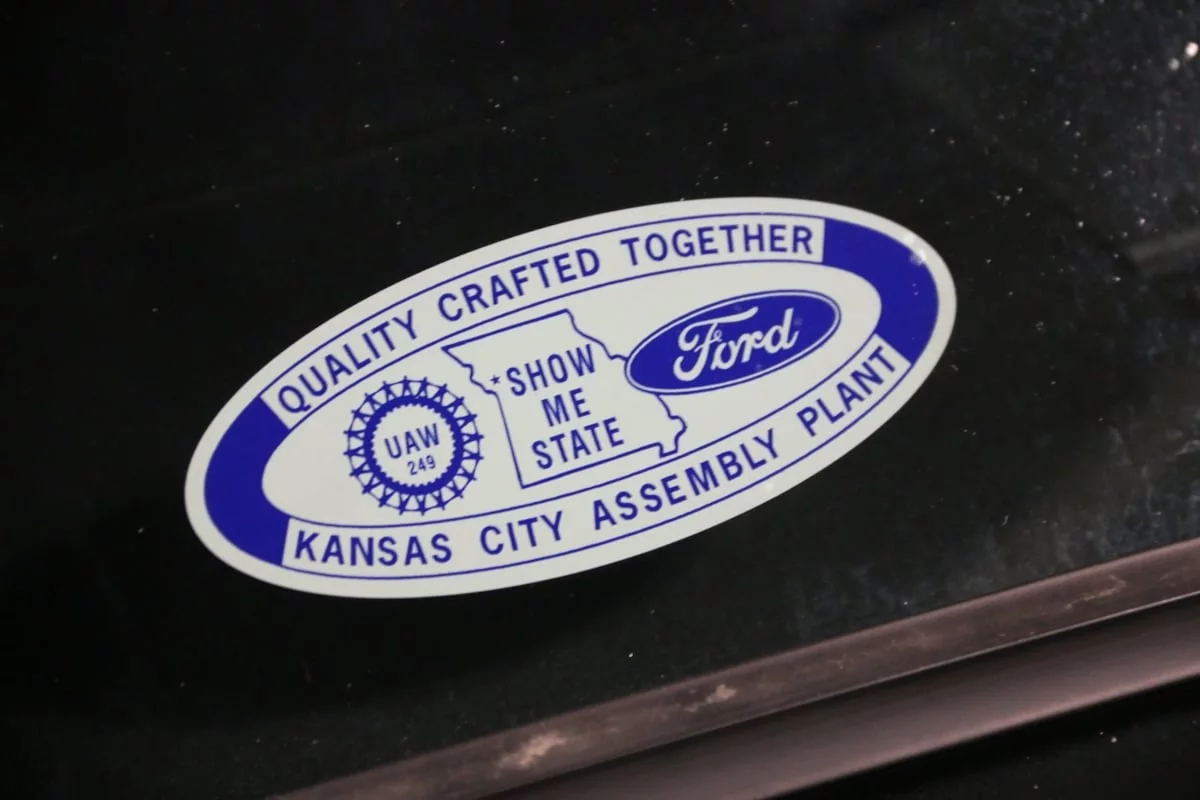 QUALITY CRAFTED TOGETHER
UAW
249
*SHOW
ME
STATE
Ford
KANSAS CITY ASSEMBLY PLANT